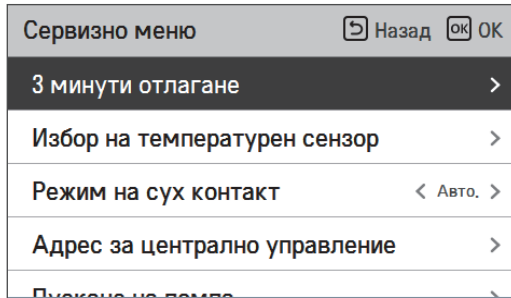 Сервизно меню Назад ок OK
3 минути отлагане
Избор на температурен сензор
Режим на сух контакт < Авто. >
Адрес за централно управление